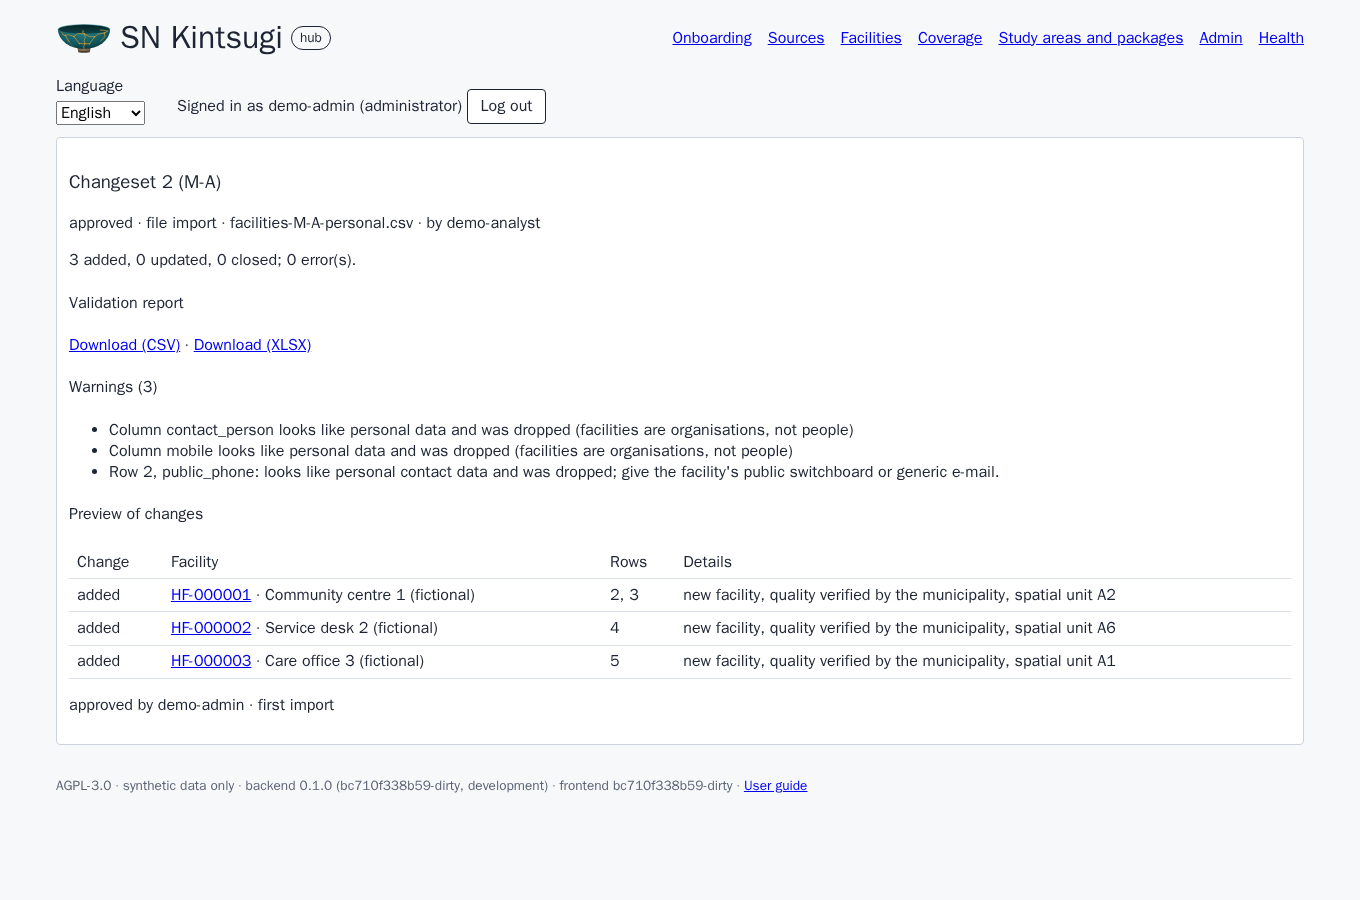 SN Kintsugi hub
Onboarding Sources Facilities Coverage Study areas and packages Admin Health
Language
English
Signed in as demo-admin (administrator) Log out
Changeset 2 (M-A)
approved · file import · facilities-M-A-personal.csv · by demo-analyst
3 added, 0 updated, 0 closed; 0 error(s).
Validation report
Download (CSV) · Download (XLSX)
Warnings (3)
• Column contact_person looks like personal data and was dropped (facilities are organisations, not people)
• Column mobile looks like personal data and was dropped (facilities are organisations, not people)
• Row 2, public_phone: looks like personal contact data and was dropped; give the facility's public switchboard or generic e-mail.
Preview of changes
Change Facility Rows Details
added HF-000001 · Community centre 1 (fictional) 2, 3 new facility, quality verified by the municipality, spatial unit A2
added HF-000002 · Service desk 2 (fictional) 4 new facility, quality verified by the municipality, spatial unit A6
added HF-000003 · Care office 3 (fictional) 5 new facility, quality verified by the municipality, spatial unit A1
approved by demo-admin · first import
AGPL-3.0 · synthetic data only · backend 0.1.0 (bc710f338b59-dirty, development) · frontend bc710f338b59-dirty · User guide